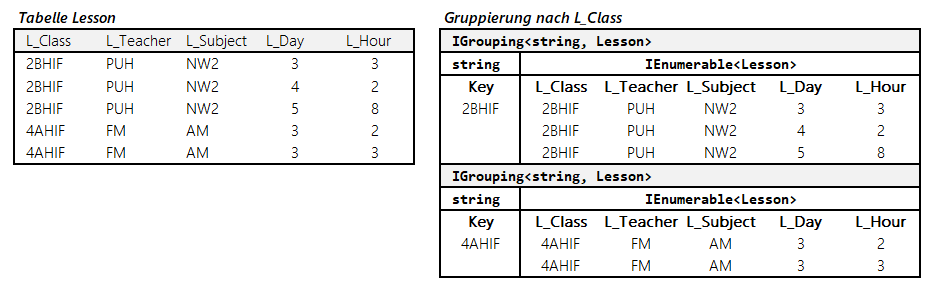 Tabelle Lesson
L_Class L_Teacher L_Subject L_Day L_Hour
2BHIF PUH NW2 3 3
2BHIF PUH NW2 4 2
2BHIF PUH NW2 5 8
4AHIF FM AM 3 2
4AHIF FM AM 3 3
Gruppierung nach L_Class
IGrouping<string, Lesson>
string IEnumerable<Lesson>
Key L_Class L_Teacher L_Subject L_Day L_Hour
2BHIF 2BHIF PUH NW2 3 3
2BHIF PUH NW2 4 2
2BHIF PUH NW2 5 8
IGrouping<string, Lesson>
string IEnumerable<Lesson>
Key L_Class L_Teacher L_Subject L_Day L_Hour
4AHIF 4AHIF FM AM 3 2
4AHIF FM AM 3 3